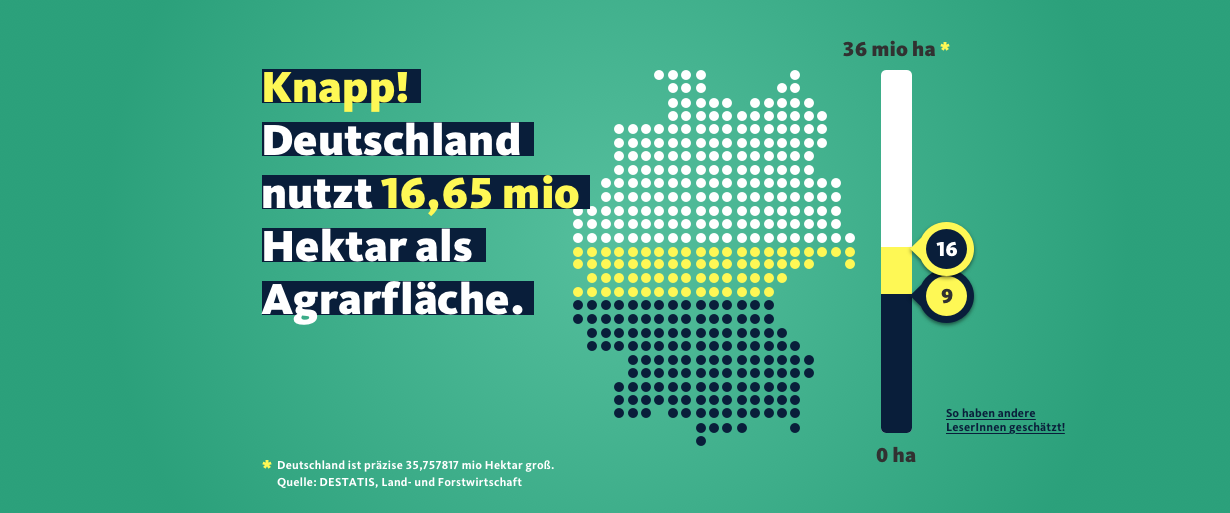 36 mio ha *
Knapp!
Deutschland
nutzt 16,65 mio
Hektar als
Agrarfläche.
16
9
So haben andere
LeserInnen geschätzt!
0 ha
* Deutschland ist präzise 35,757817 mio Hektar groß.
Quelle: DESTATIS, Land- und Forstwirtschaft